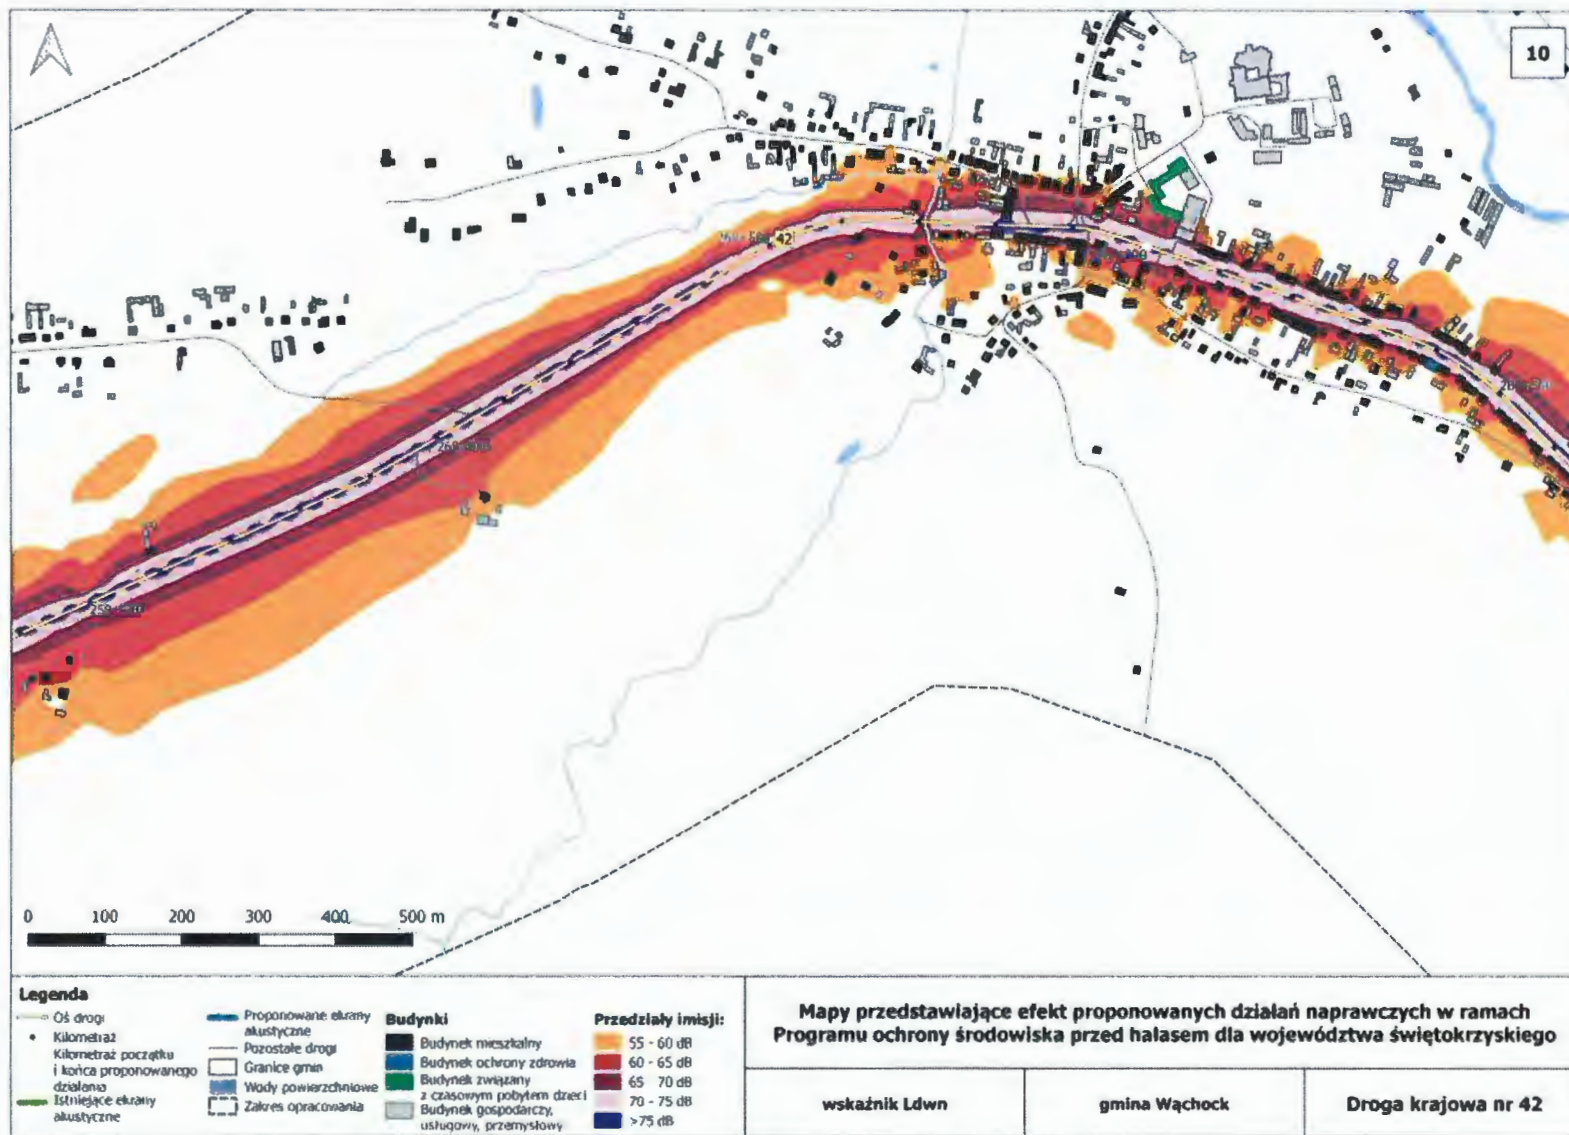 10
0 100 200 300 400 500 m
Legenda
Oś drogi
Kilometraż
Kilometraż początku
i końca proponowanego
działania
Istniejące ekrany
akustyczne
Proponowane ekrany
akustyczne
Pozostałe drogi
Granice gmin
Wody powierzchniowe
Zakres opracowania
Budynki
Budynek mieszkalny
Budynek ochrony zdrowia
Budynek związany
z czasowym pobytem dzieci
Budynek gospodarczy,
usługowy, przemysłowy
Przedziały imisji:
55 - 60 dB
60 - 65 dB
65 70 dB
70 - 75 dB
>75 dB
Mapy przedstawiające efekt proponowanych działań naprawczych w ramach
Programu ochrony środowiska przed hałasem dla województwa świętokrzyskiego
wskaźnik Ldwn
gmina Wąchock
Droga krajowa nr 42